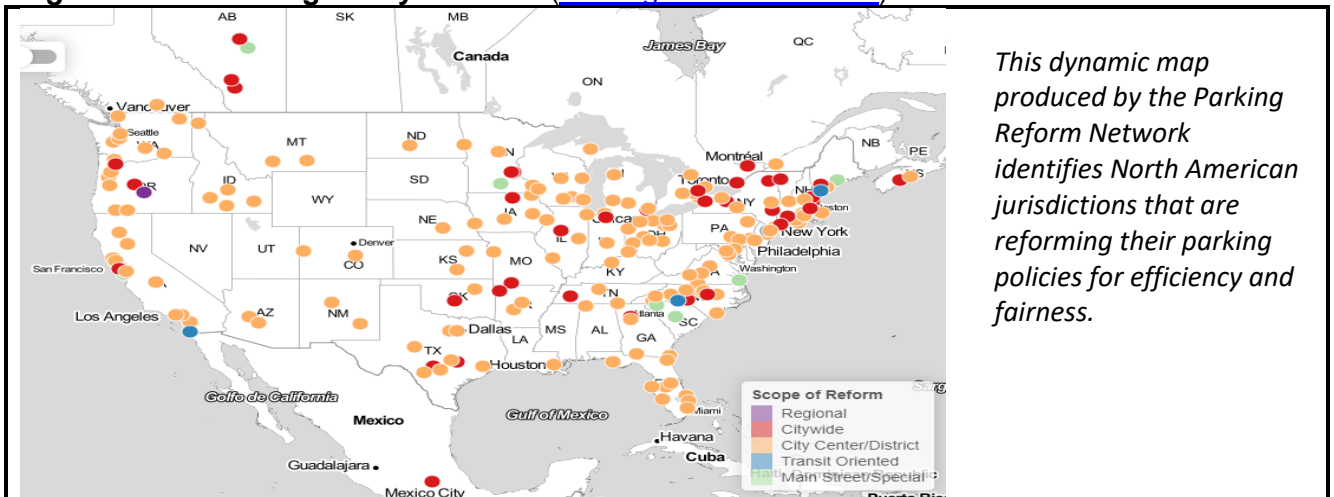 AB
SK
MB
QC
James Bay
Canada
ON
Vancouver
Seattle
WA
MT
ND
NB
PE
Montréal
Toronto
OR
ID
SD
NH
WY
NY
IA
NE
PA
New York
NV
UT
Denver
CO
IL
OH
Philadelphia
San Francisco
KS
MO
KY
Washington
Los Angeles
AZ
NM
TN
Atlanta
SC
Dallas
MS
AL
GA
LA
TX
Houston
Golfo de California
Mexico
Gulf of Mexico
Miami
Havana
Cuba
Guadalajara
Mexico City
Scope of Reform
Regional
Citywide
City Center/District
Transit Oriented
Main Street/Special
This dynamic map
produced by the Parking
Reform Network
identifies North American
jurisdictions that are
reforming their parking
policies for efficiency and
fairness.